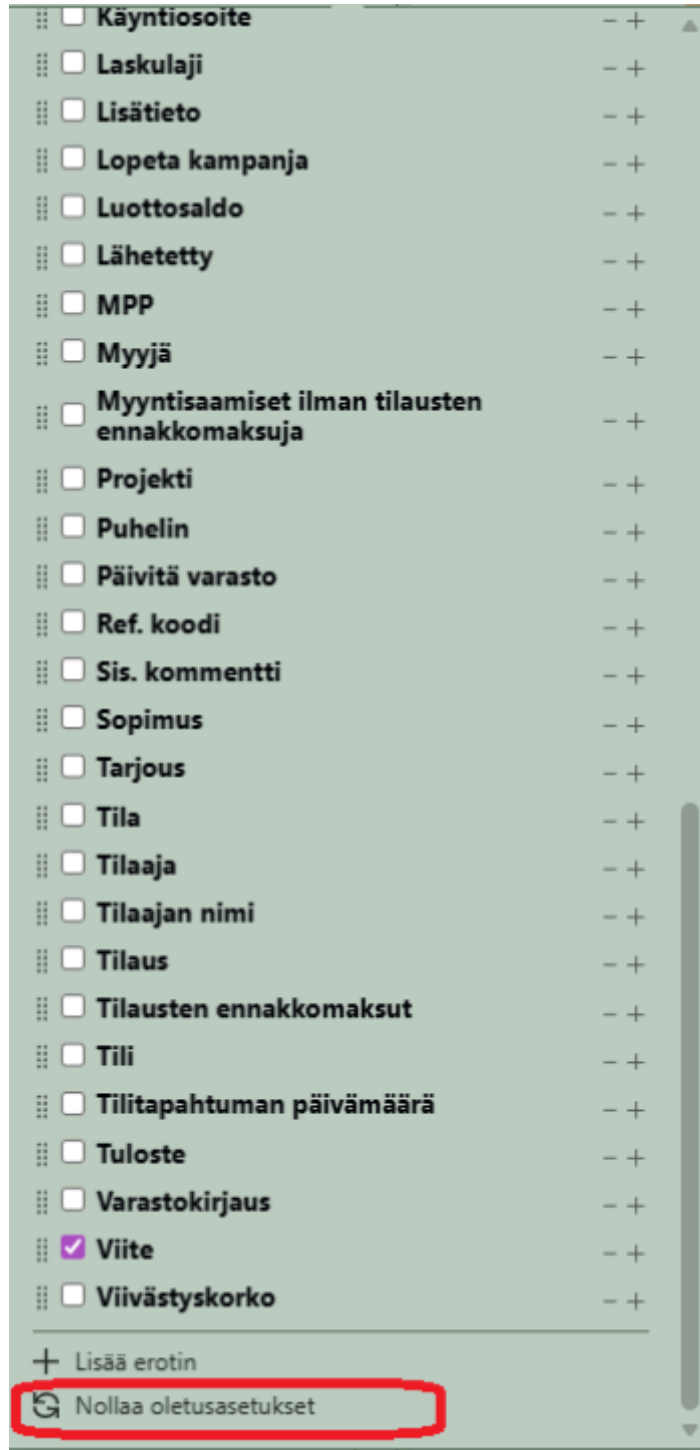 Käyntiosoite
Laskulaji
Lisätieto
Lopeta kampanja
Luottosaldo
Lähetetty
MPP
Myyjä
Myyntisaamiset ilman tilausten
ennakkomaksuja
Projekti
Puhelin
Päivitä varasto
Ref. koodi
Sis. kommentti
Sopimus
Tarjous
Tila
Tilaaja
Tilaajan nimi
Tilaus
Tilausten ennakkomaksut
Tili
Tilitapahtuman päivämäärä
Tuloste
Varastokirjaus
Viite
Viivästyskorko
Lisää erotin
Nollaa oletusasetukset